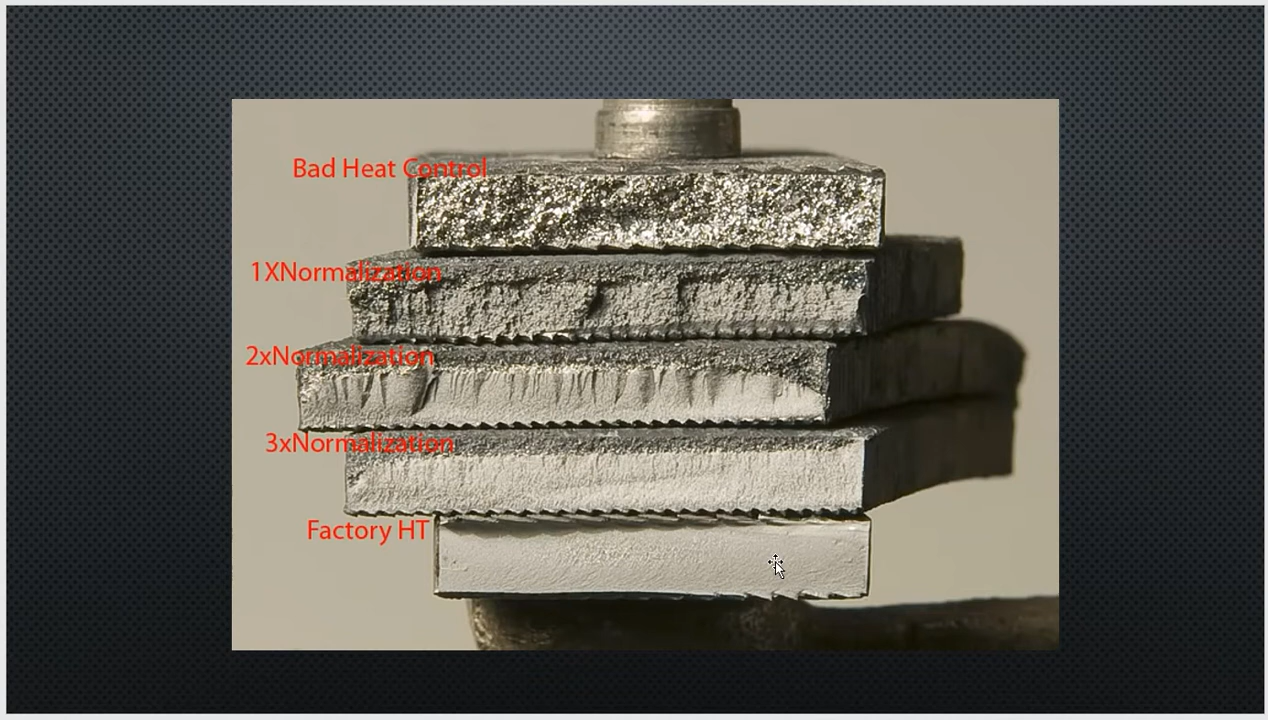 Bad Heat Control
1XNormalization
2xNormalization
3xNormalization
Factory HT